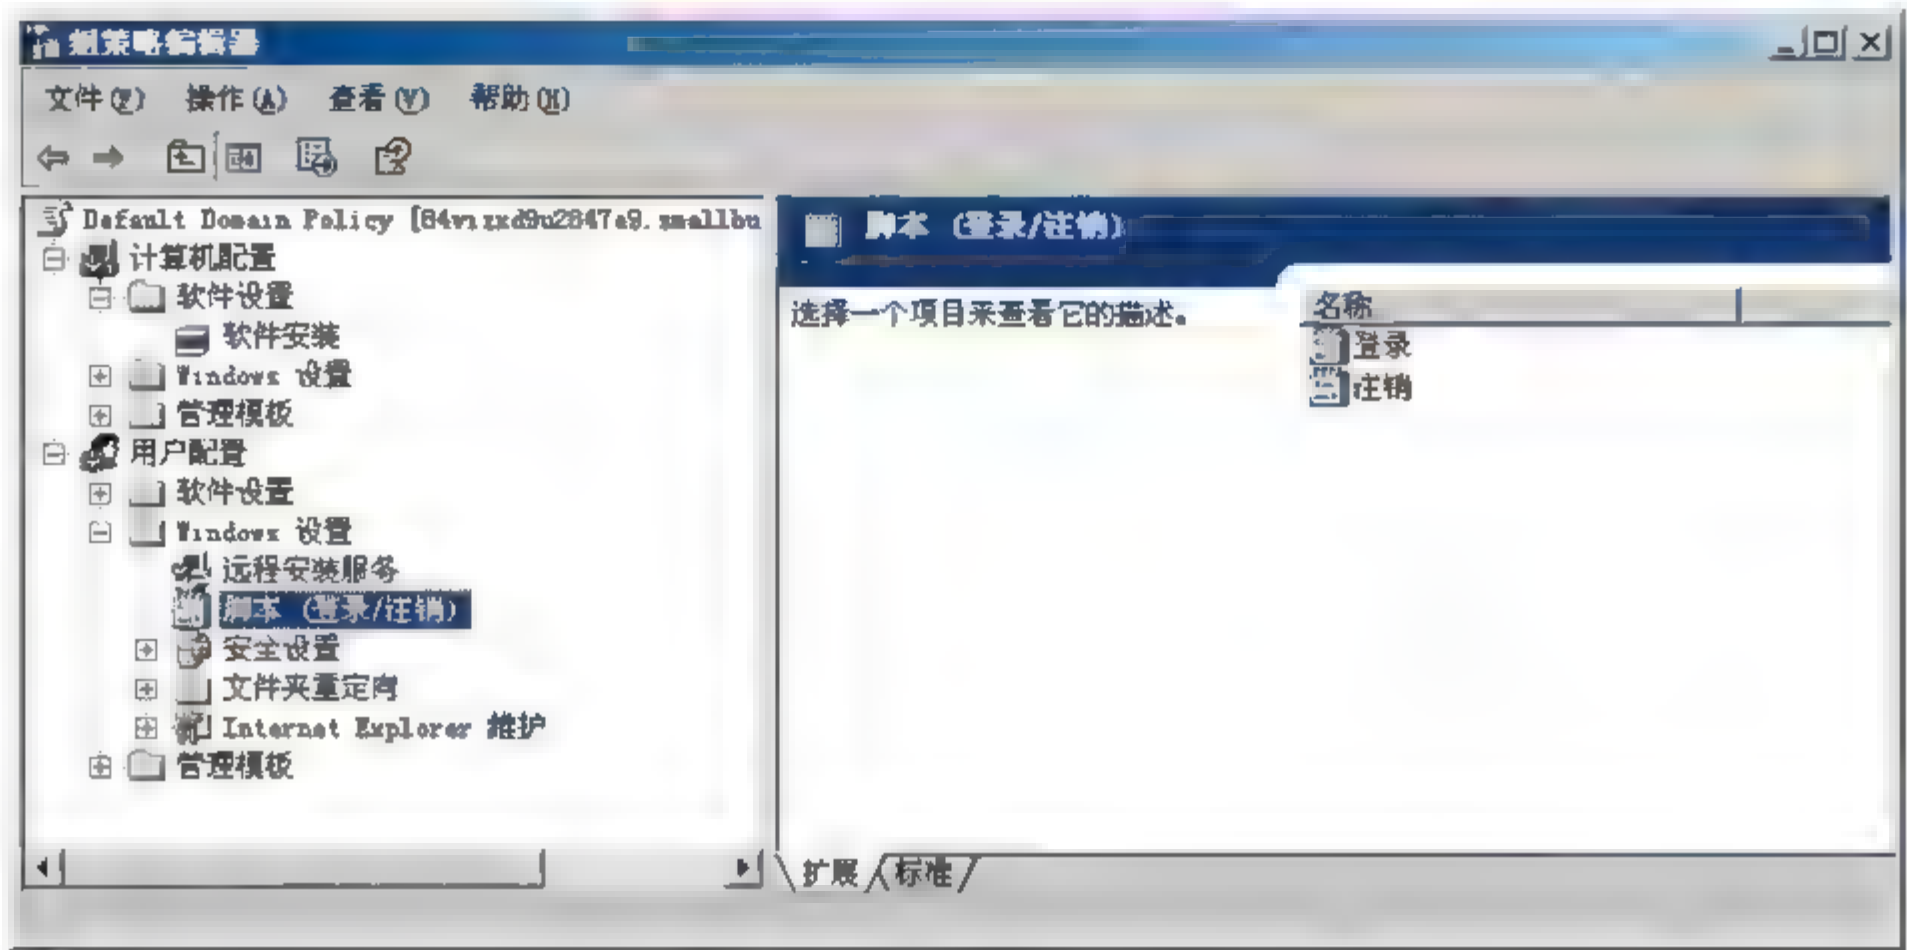 组策略编辑器
文件(F) 操作(A) 查看(V) 帮助(H)
Default Domain Policy
计算机配置
软件设置
软件安装
Windows 设置
管理模板
用户配置
软件设置
Windows 设置
远程安装服务
脚本 (登录/注销)
安全设置
文件夹重定向
Internet Explorer 维护
管理模板
脚本 (登录/注销)
选择一个项目来查看它的描述。
名称
登录
注销
扩展 标准